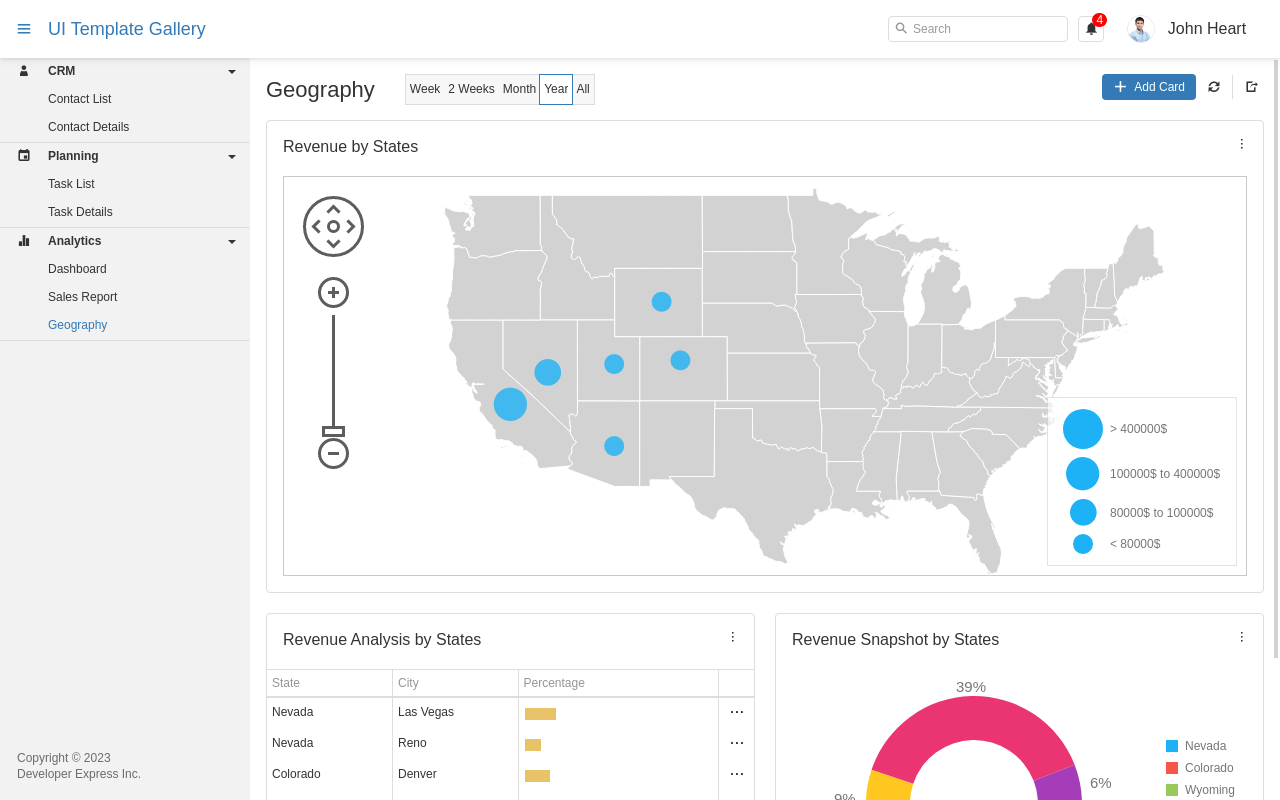 UI Template Gallery
Search
4
John Heart
CRM
Contact List
Contact Details
Planning
Task List
Task Details
Analytics
Dashboard
Sales Report
Geography
Copyright © 2023
Developer Express Inc.
Geography
Week 2 Weeks Month Year All
Add Card
Revenue by States
> 400000$
100000$ to 400000$
80000$ to 100000$
< 80000$
Revenue Analysis by States
State City Percentage
Nevada Las Vegas
Nevada Reno
Colorado Denver
Revenue Snapshot by States
39%
6%
9%
Nevada
Colorado
Wyoming